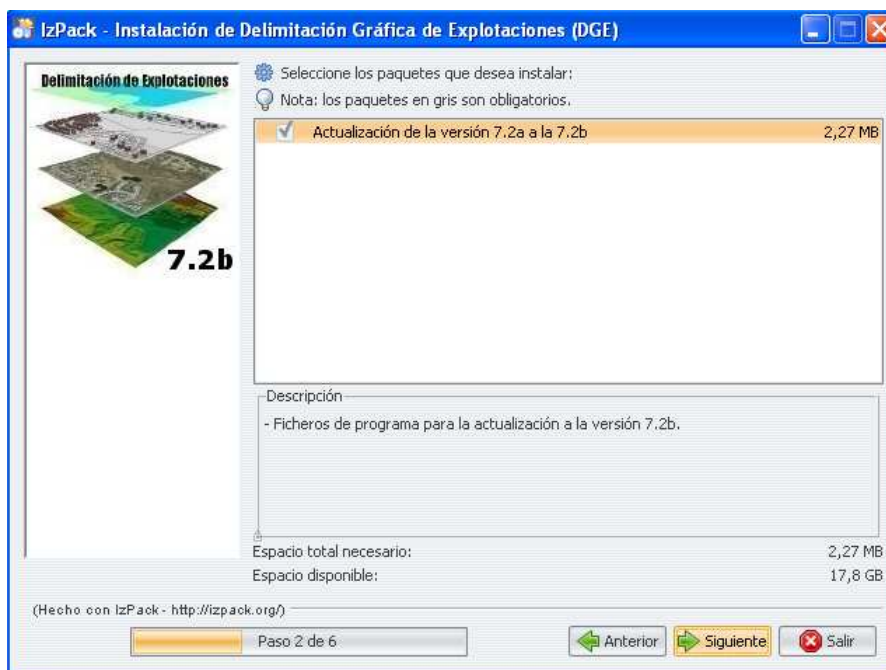 IzPack - Instalación de Delimitación Gráfica de Explotaciones (DGE)
Delimitación de Explotaciones
7.2b
Seleccione los paquetes que desea instalar:
Nota: los paquetes en gris son obligatorios.
Actualización de la versión 7.2a a la 7.2b 2,27 MB
Descripción
- Ficheros de programa para la actualización a la versión 7.2b.
Espacio total necesario: 2,27 MB
Espacio disponible: 17,8 GB
(Hecho con IzPack - http://izpack.org/)
Paso 2 de 6 Anterior Siguiente Salir